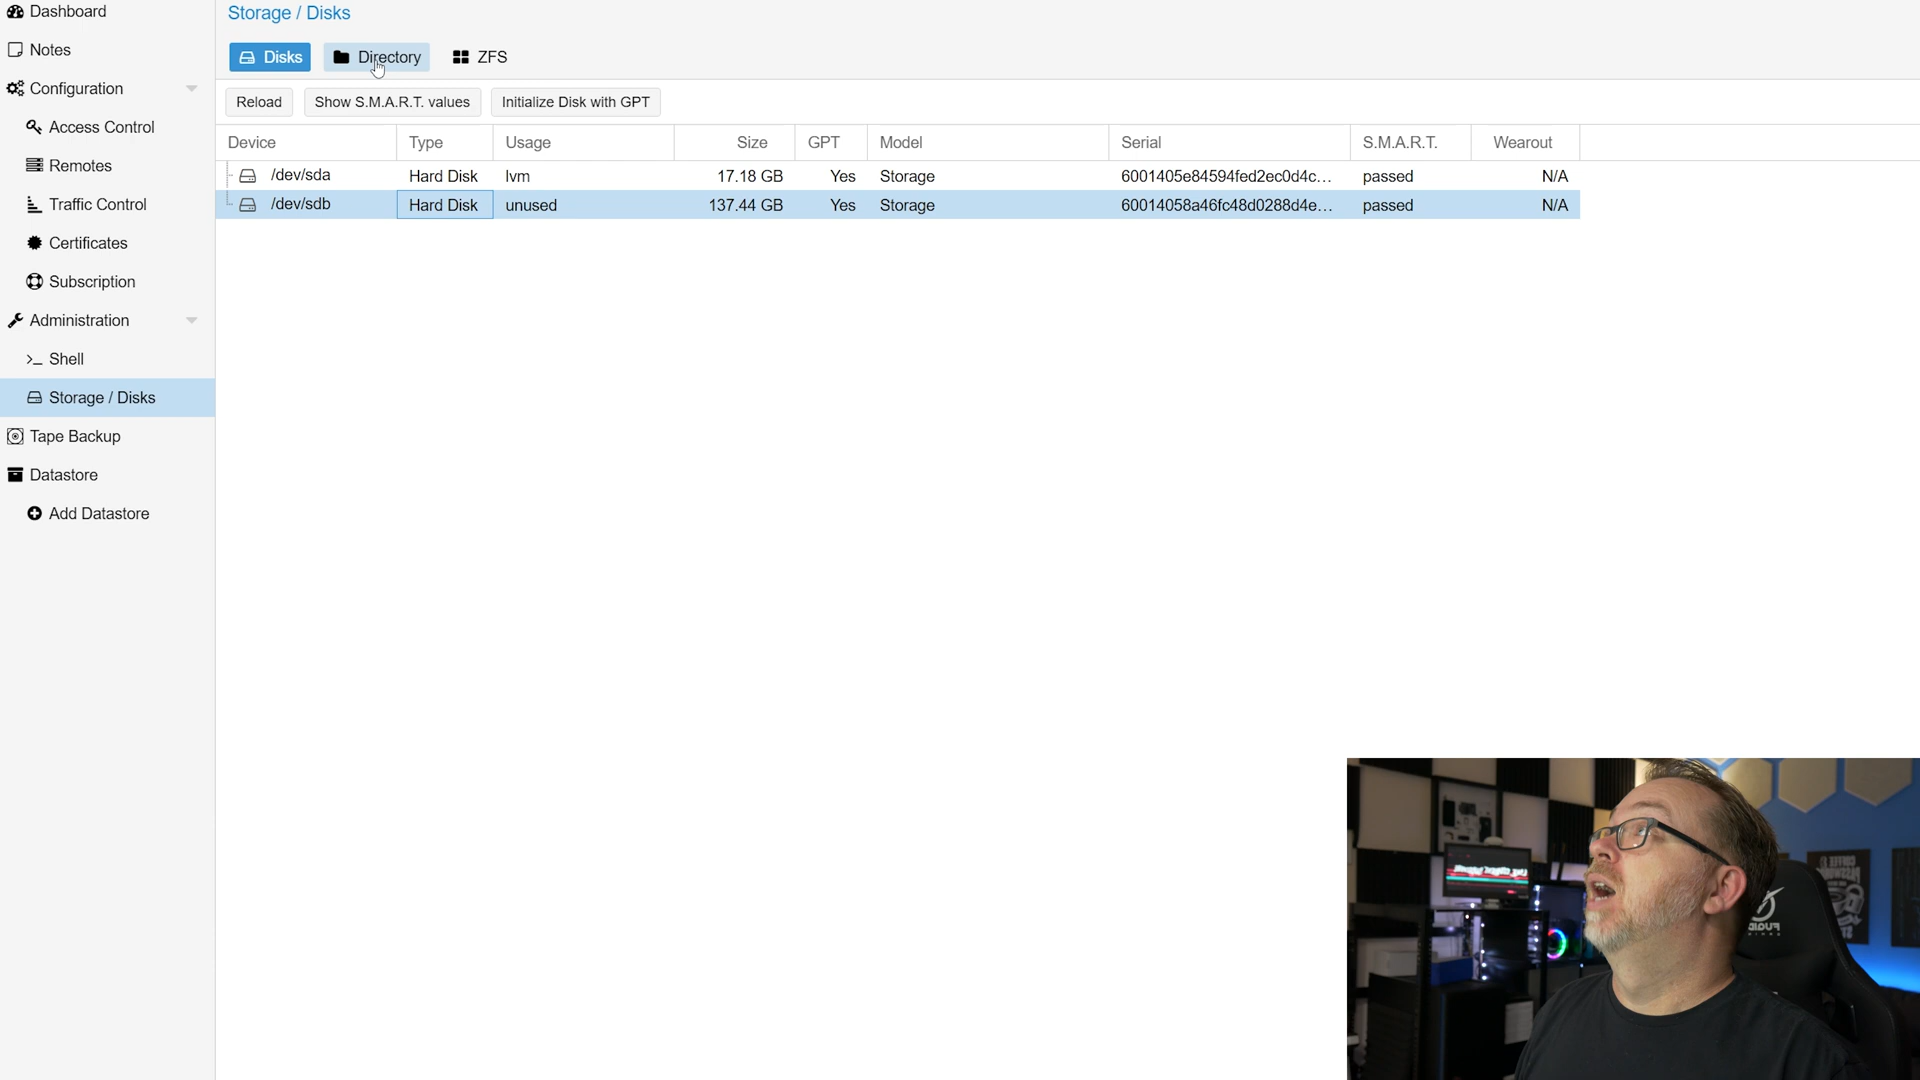 Dashboard
Notes
Configuration
Access Control
Remotes
Traffic Control
Certificates
Subscription
Administration
>_ Shell
Storage / Disks
Tape Backup
Datastore
Add Datastore
Storage / Disks
Disks Directory ZFS
Reload Show S.M.A.R.T. values Initialize Disk with GPT
Device Type Usage Size GPT Model Serial S.M.A.R.T. Wearout
/dev/sda Hard Disk lvm 17.18 GB Yes Storage 6001405e84594fed2ec0d4c... passed N/A
/dev/sdb Hard Disk unused 137.44 GB Yes Storage 60014058a46fc48d0288d4e... passed N/A